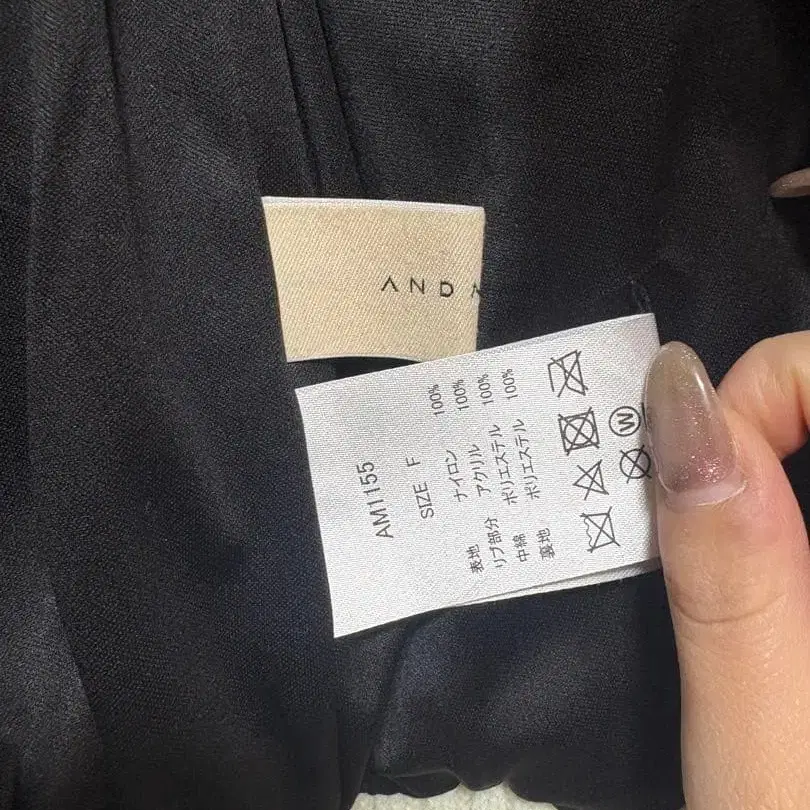 AND
AM1155
SIZE F
表地 ナイロン 100%
リブ部分 アクリル 100%
中綿 ポリエステル 100%
裏地 ポリエステル 100%
W